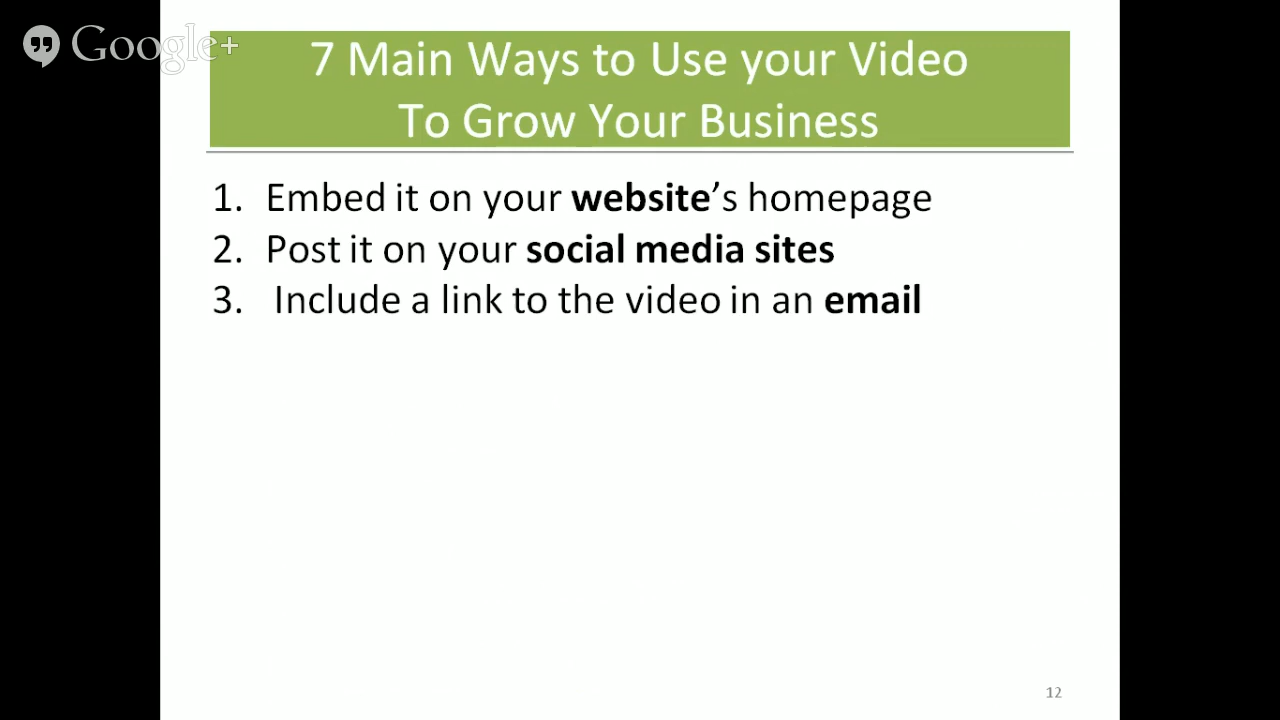 Google+
7 Main Ways to Use your Video
To Grow Your Business
1. Embed it on your website's homepage
2. Post it on your social media sites
3. Include a link to the video in an email
12